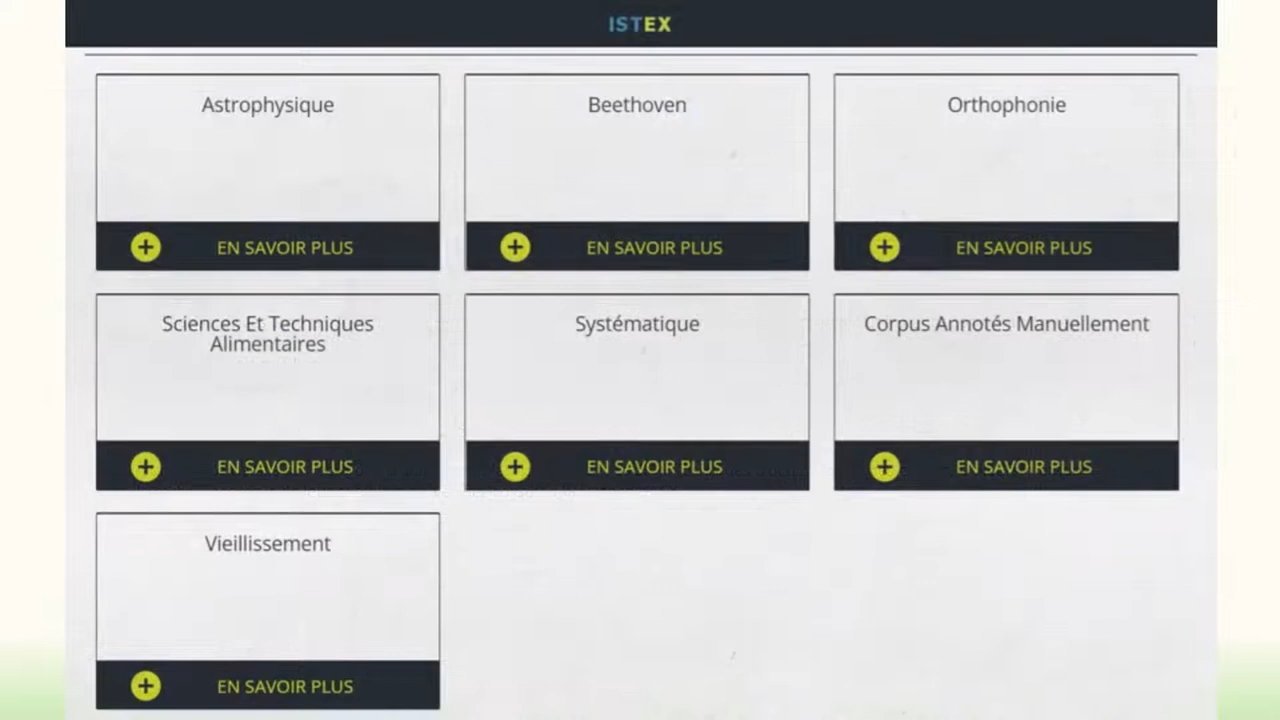 ISTEX
Astrophysique
Beethoven
Orthophonie
EN SAVOIR PLUS
EN SAVOIR PLUS
EN SAVOIR PLUS
Sciences Et Techniques
Alimentaires
Systématique
Corpus Annotés Manuellement
EN SAVOIR PLUS
EN SAVOIR PLUS
EN SAVOIR PLUS
Vieillissement
EN SAVOIR PLUS